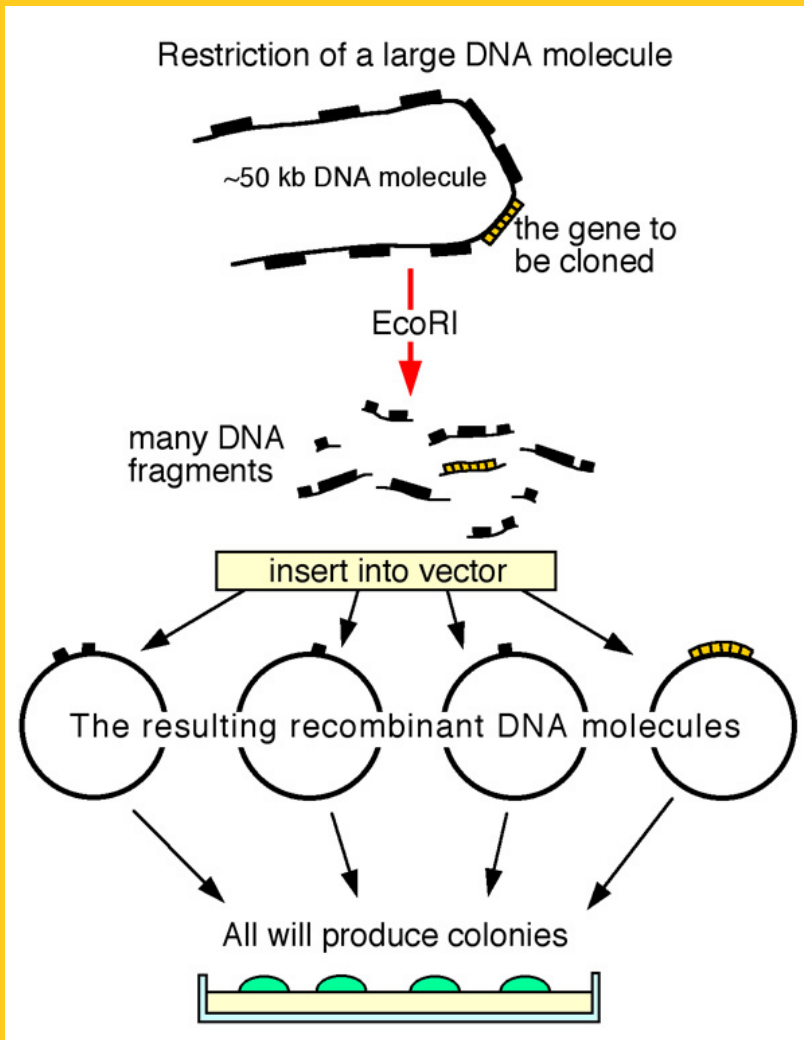 Restriction of a large DNA molecule
~50 kb DNA molecule
the gene to
be cloned
EcoRI
many DNA
fragments
insert into vector
The resulting recombinant DNA molecules
All will produce colonies